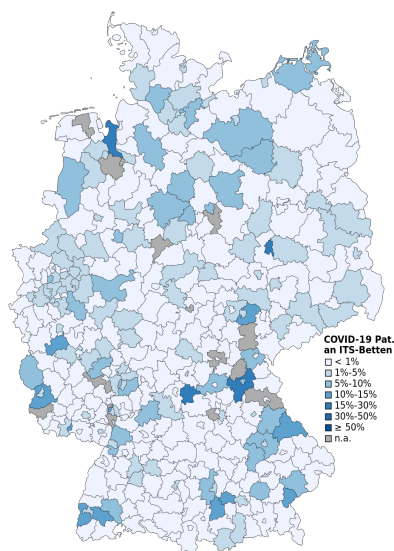 COVID-19 Pat.
an ITS-Betten
< 1%
1%-5%
5%-10%
10%-15%
15%-30%
30%-50%
≥ 50%
n.a.